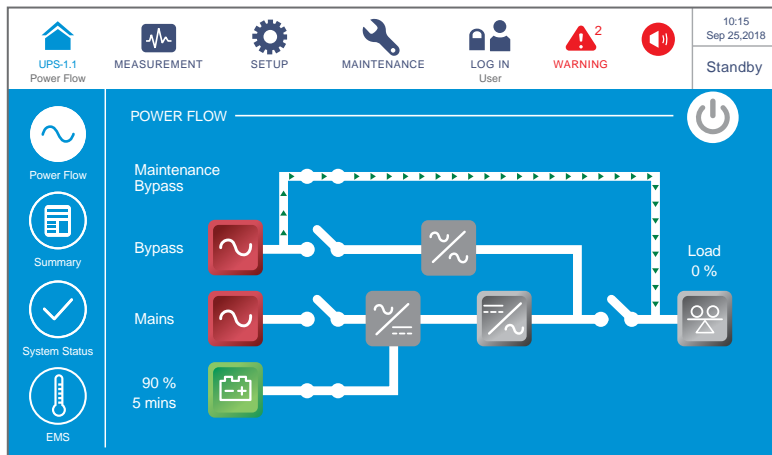 UPS-1.1
Power Flow
MEASUREMENT
SETUP
MAINTENANCE
LOG IN
User
2
WARNING
10:15
Sep 25,2018
Standby
Power Flow
Summary
System Status
EMS
POWER FLOW
Maintenance
Bypass
Bypass
Mains
90 %
5 mins
Load
0 %